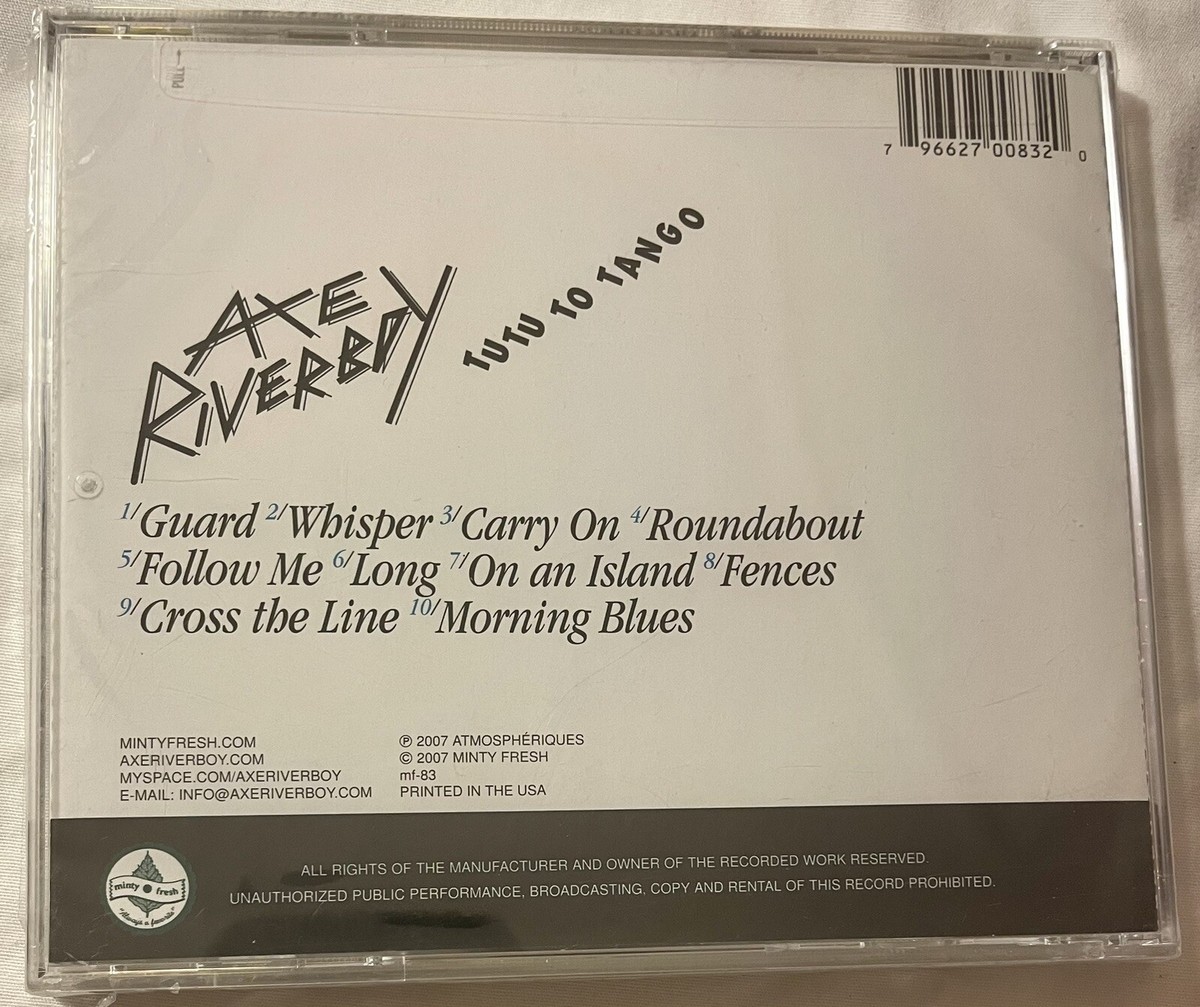 PULL
7 96627 00832 0
AXE
RIVERBOY
TUTU TO TANGO
1/Guard 2/Whisper 3/Carry On 4/Roundabout
5/Follow Me 6/Long 7/On an Island 8/Fences
9/Cross the Line 10/Morning Blues
MINTYFRESH.COM
AXERIVERBOY.COM
MYSPACE.COM/AXERIVERBOY
E-MAIL: INFO@AXERIVERBOY.COM
℗ 2007 ATMOSPHÉRIQUES
© 2007 MINTY FRESH
mf-83
PRINTED IN THE USA
minty fresh
"Always a favorite"
ALL RIGHTS OF THE MANUFACTURER AND OWNER OF THE RECORDED WORK RESERVED.
UNAUTHORIZED PUBLIC PERFORMANCE, BROADCASTING, COPY AND RENTAL OF THIS RECORD PROHIBITED.